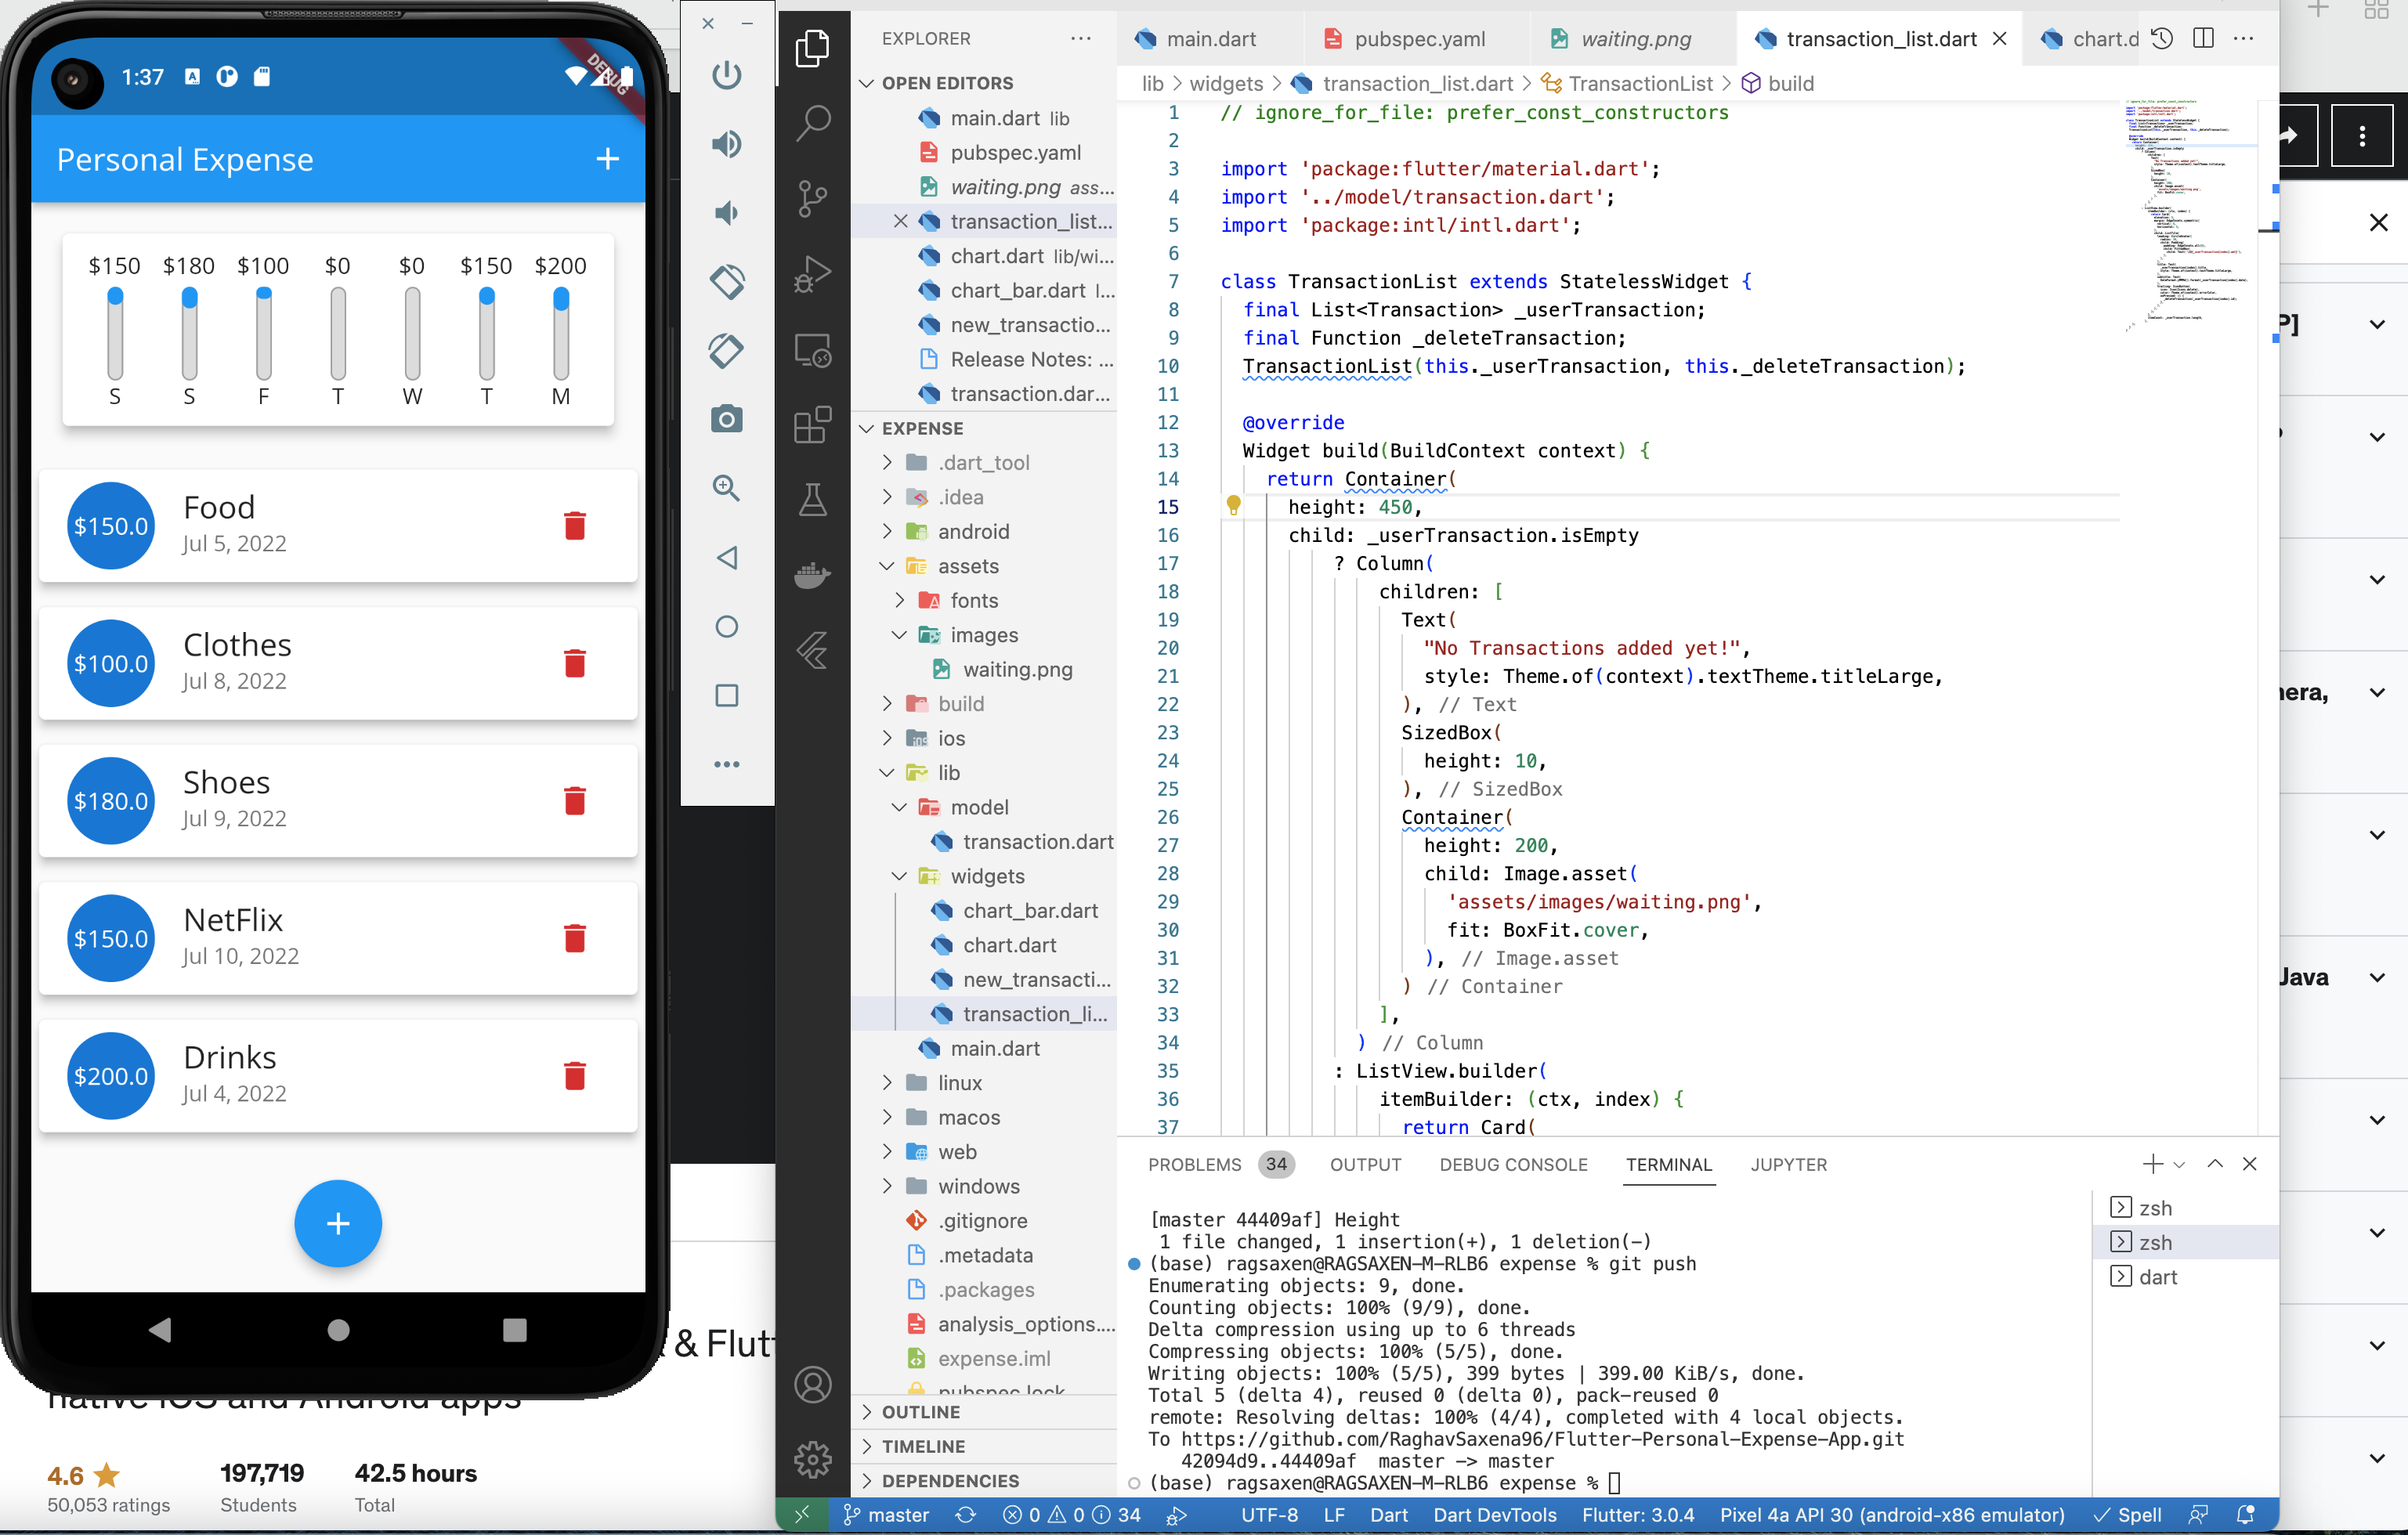 1:37
DEBUG
Personal Expense
$150 $180 $100 $0 $0 $150 $200
S S F T W T M
$150.0
Food
Jul 5, 2022
$100.0
Clothes
Jul 8, 2022
$180.0
Shoes
Jul 9, 2022
$150.0
NetFlix
Jul 10, 2022
$200.0
Drinks
Jul 4, 2022
& Flutt
native iOS and Android apps
4.6
50,053 ratings
197,719
Students
42.5 hours
Total
EXPLORER
OPEN EDITORS
main.dart lib
pubspec.yaml
waiting.png ass...
transaction_list...
chart.dart lib/wi...
chart_bar.dart l...
new_transactio...
Release Notes: ...
transaction.dar...
EXPENSE
.dart_tool
.idea
android
assets
fonts
images
waiting.png
build
ios
lib
model
transaction.dart
widgets
chart_bar.dart
chart.dart
new_transacti...
transaction_li...
main.dart
linux
macos
web
windows
.gitignore
.metadata
.packages
analysis_options....
expense.iml
pubspec.lock
OUTLINE
TIMELINE
DEPENDENCIES
main.dart pubspec.yaml waiting.png transaction_list.dart chart.d
lib > widgets > transaction_list.dart > TransactionList > build
1 // ignore_for_file: prefer_const_constructors
2
3 import 'package:flutter/material.dart';
4 import '../model/transaction.dart';
5 import 'package:intl/intl.dart';
6
7 class TransactionList extends StatelessWidget {
8 final List<Transaction> _userTransaction;
9 final Function _deleteTransaction;
10 TransactionList(this._userTransaction, this._deleteTransaction);
11
12 @override
13 Widget build(BuildContext context) {
14 return Container(
15 height: 450,
16 child: _userTransaction.isEmpty
17 ? Column(
18 children: [
19 Text(
20 "No Transactions added yet!",
21 style: Theme.of(context).textTheme.titleLarge,
22 ), // Text
23 SizedBox(
24 height: 10,
25 ), // SizedBox
26 Container(
27 height: 200,
28 child: Image.asset(
29 'assets/images/waiting.png',
30 fit: BoxFit.cover,
31 ), // Image.asset
32 ) // Container
33 ],
34 ) // Column
35 : ListView.builder(
36 itemBuilder: (ctx, index) {
37 return Card(
PROBLEMS 34 OUTPUT DEBUG CONSOLE TERMINAL JUPYTER
[master 44409af] Height
1 file changed, 1 insertion(+), 1 deletion(-)
(base) ragsaxen@RAGSAXEN-M-RLB6 expense % git push
Enumerating objects: 9, done.
Counting objects: 100% (9/9), done.
Delta compression using up to 6 threads
Compressing objects: 100% (5/5), done.
Writing objects: 100% (5/5), 399 bytes | 399.00 KiB/s, done.
Total 5 (delta 4), reused 0 (delta 0), pack-reused 0
remote: Resolving deltas: 100% (4/4), completed with 4 local objects.
To https://github.com/RaghavSaxena96/Flutter-Personal-Expense-App.git
42094d9..44409af master -> master
(base) ragsaxen@RAGSAXEN-M-RLB6 expense %
zsh
zsh
dart
master 0 0 34 UTF-8 LF Dart Dart DevTools Flutter: 3.0.4 Pixel 4a API 30 (android-x86 emulator) Spell
P]
era,
Java